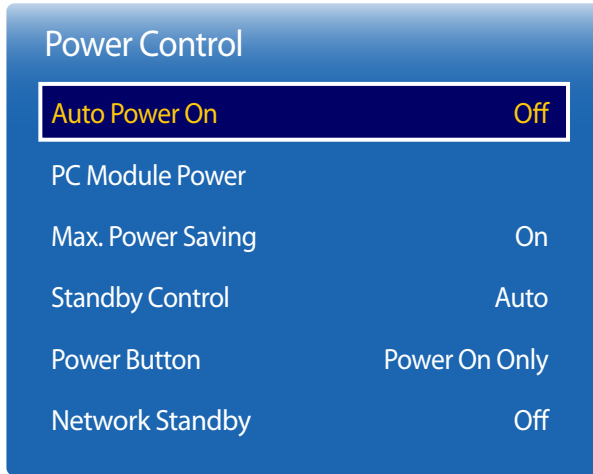 Power Control
Auto Power On Off
PC Module Power
Max. Power Saving On
Standby Control Auto
Power Button Power On Only
Network Standby Off